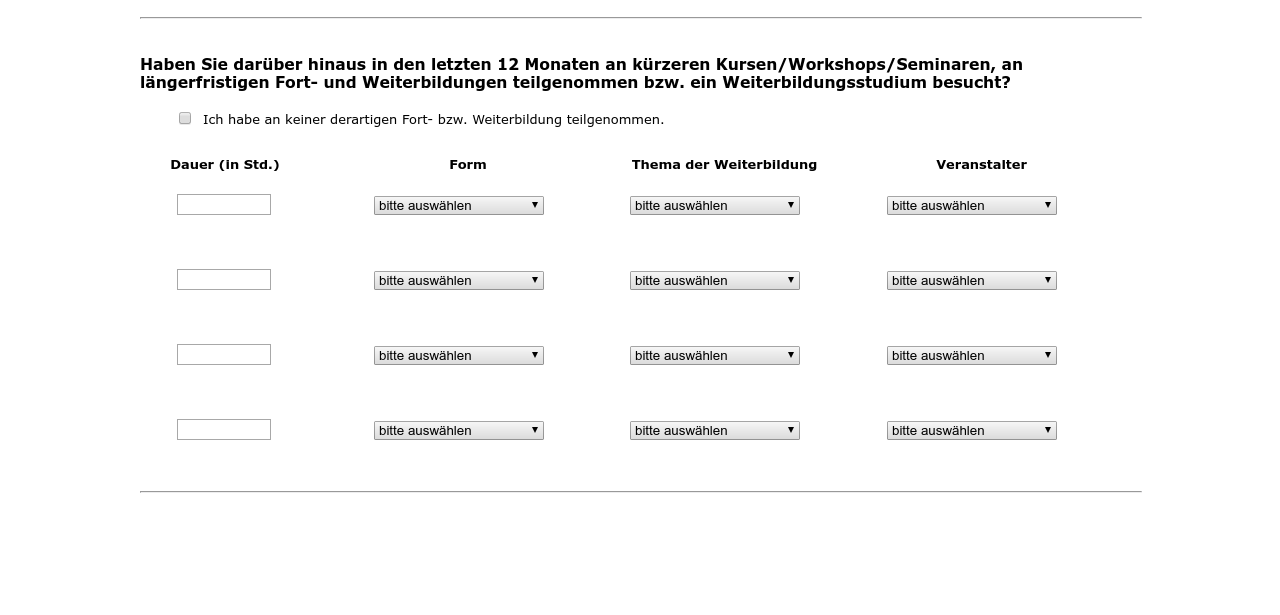 Haben Sie darüber hinaus in den letzten 12 Monaten an kürzeren Kursen/Workshops/Seminaren, an
längerfristigen Fort- und Weiterbildungen teilgenommen bzw. ein Weiterbildungsstudium besucht?
Ich habe an keiner derartigen Fort- bzw. Weiterbildung teilgenommen.
Dauer (in Std.) Form Thema der Weiterbildung Veranstalter
bitte auswählen bitte auswählen bitte auswählen
bitte auswählen bitte auswählen bitte auswählen
bitte auswählen bitte auswählen bitte auswählen
bitte auswählen bitte auswählen bitte auswählen